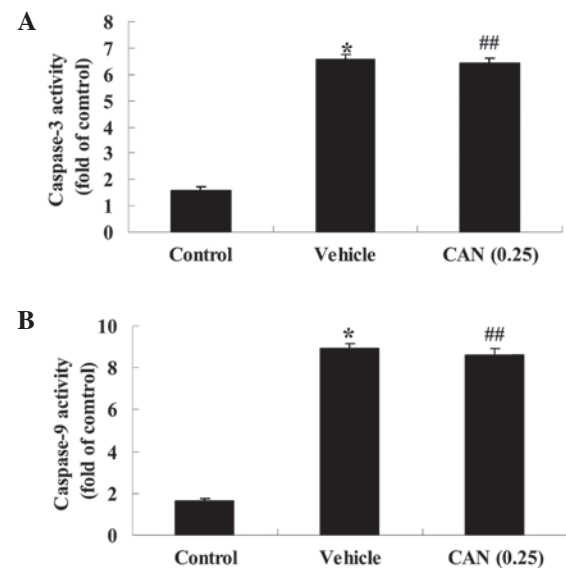 A
Caspase-3 activity
(fold of comtrol)
8
7
6
5
4
3
2
1
0
*
##
Control Vehicle CAN (0.25)
B
Caspase-9 activity
(fold of comtrol)
10
8
6
4
2
0
*
##
Control Vehicle CAN (0.25)